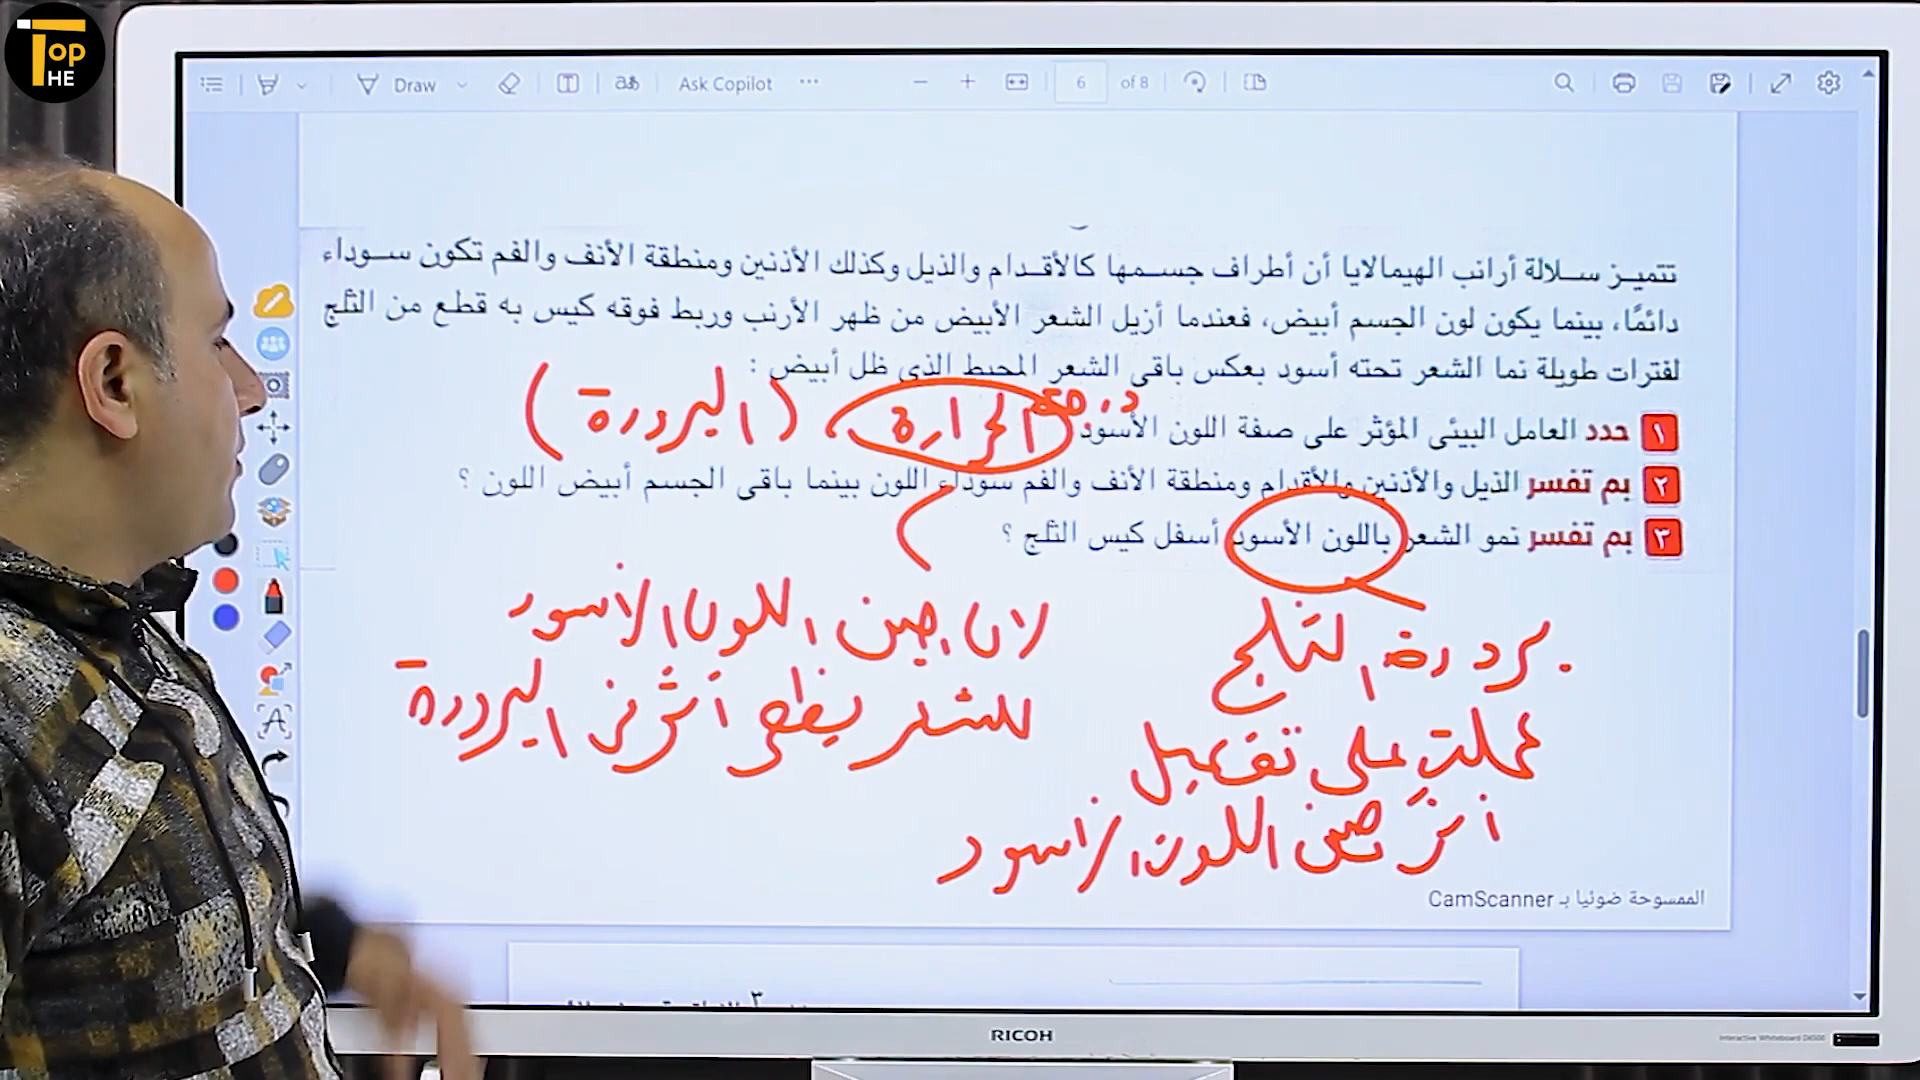 TOP
THE
Draw
Ask Copilot
6 of 8
تتميز سلالة أرانب الهيمالايا أن أطراف جسمها كالأقدام والذيل وكذلك الأذنين ومنطقة الأنف والفم تكون سوداء
دائمًا، بينما يكون لون الجسم أبيض، فعندما أزيل الشعر الأبيض من ظهر الأرنب وربط فوقه كيس به قطع من الثلج
لفترات طويلة نما الشعر تحته أسود بعكس باقى الشعر المحيط الذى ظل أبيض :
١ حدد العامل البيئى المؤثر على صفة اللون الأسود
درجة الحرارة (البرودة)
٢ بم تفسر الذيل والأذنين والأقدام ومنطقة الأنف والفم سوداء اللون بينما باقى الجسم أبيض اللون ؟
٣ بم تفسر نمو الشعر باللون الأسود أسفل كيس الثلج ؟
لان جين اللون الأسود
للشعر يظهر أثره فى البرودة
برودة الثلج
عملت على تفعيل
أثر جين اللون الأسود
الممسوحة ضوئيا بـ CamScanner
RICOH